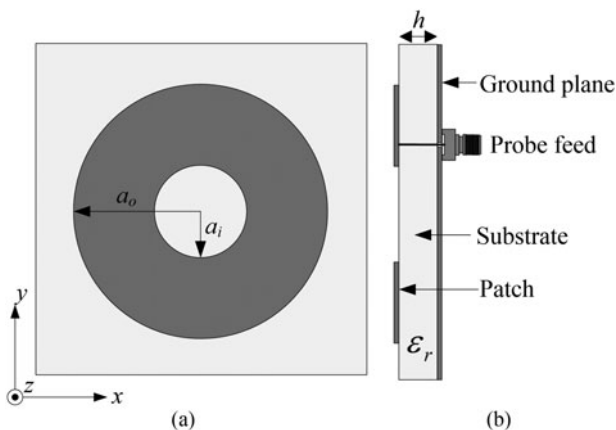 h
Ground plane
Probe feed
a_o
a_i
Substrate
Patch
y
z
x
ε_r
(a)
(b)